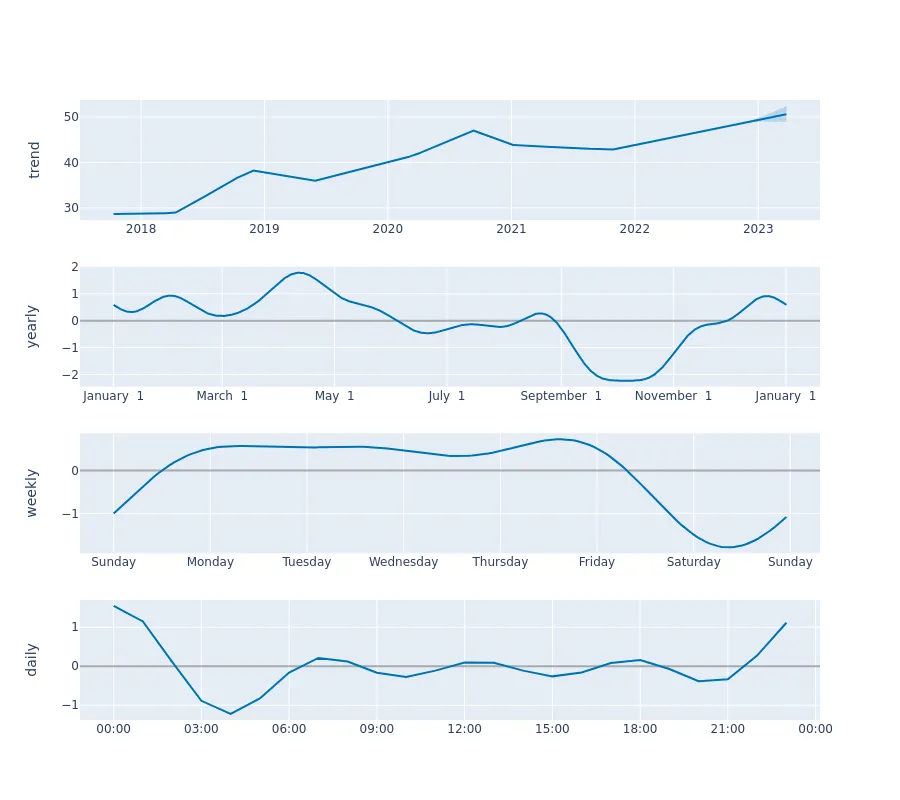 trend
50
40
30
2018 2019 2020 2021 2022 2023
yearly
2
1
0
−1
−2
January 1 March 1 May 1 July 1 September 1 November 1 January 1
weekly
0
−1
Sunday Monday Tuesday Wednesday Thursday Friday Saturday Sunday
daily
1
0
−1
00:00 03:00 06:00 09:00 12:00 15:00 18:00 21:00 00:00